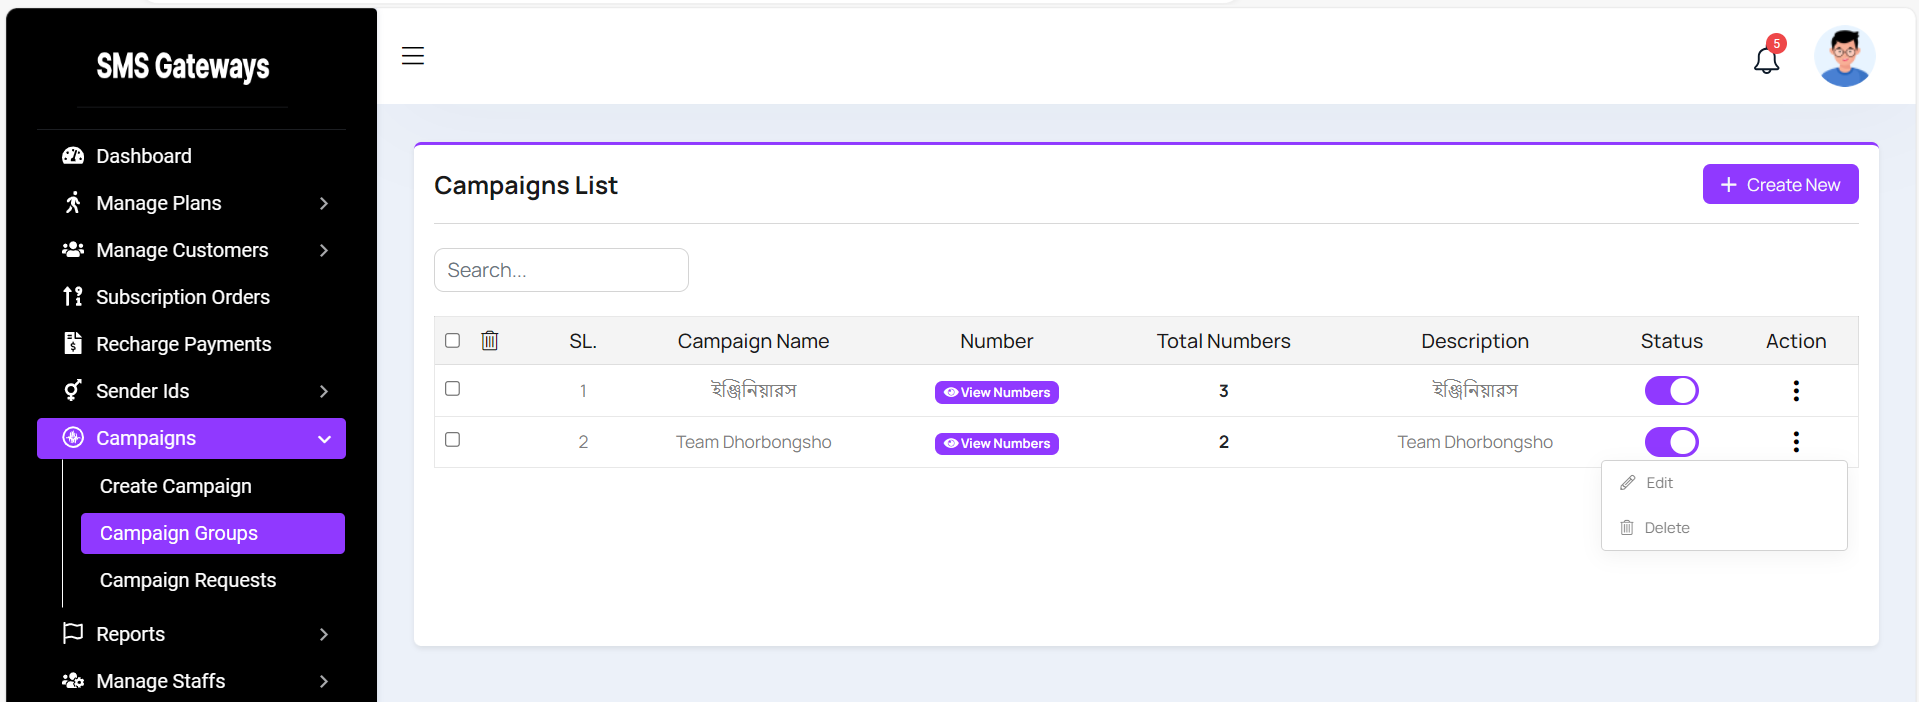 SMS Gateways
5
Dashboard
Manage Plans
Manage Customers
Subscription Orders
Recharge Payments
Sender Ids
Campaigns
Create Campaign
Campaign Groups
Campaign Requests
Reports
Manage Staffs
Campaigns List
Create New
Search...
SL. Campaign Name Number Total Numbers Description Status Action
1 ইঞ্জিনিয়ারস View Numbers 3 ইঞ্জিনিয়ারস
2 Team Dhorbongsho View Numbers 2 Team Dhorbongsho
Edit
Delete